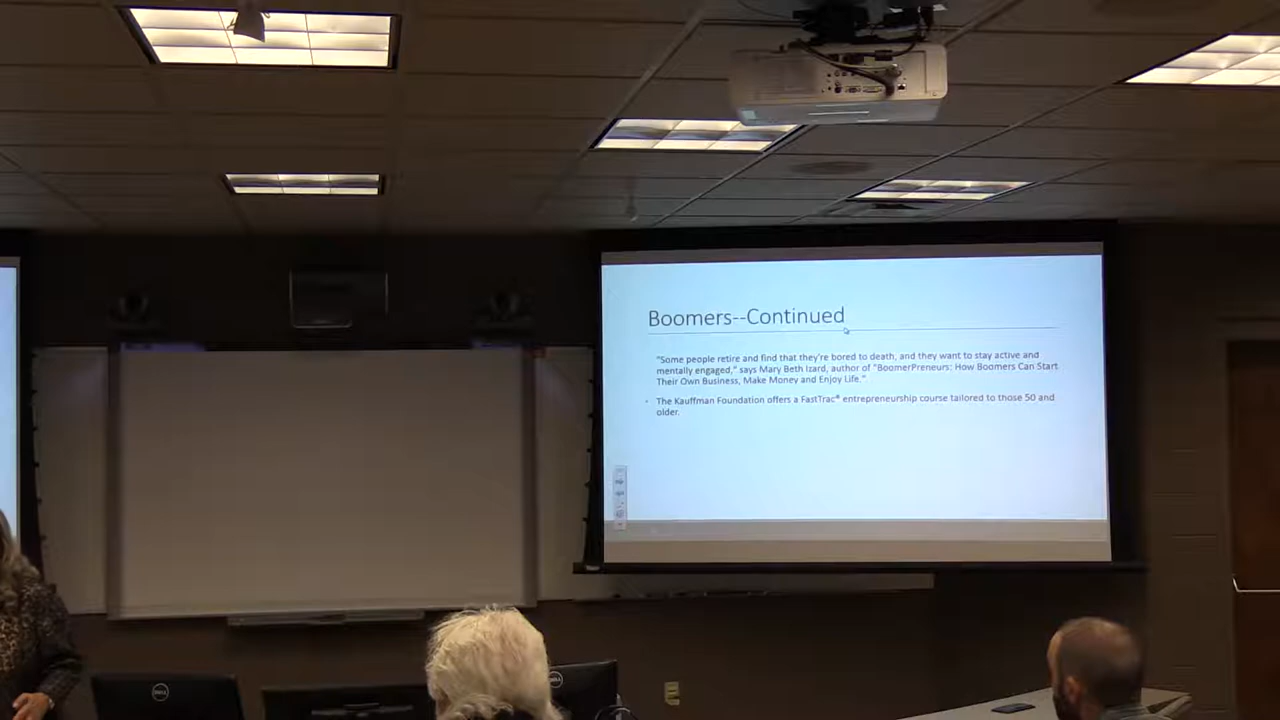 Boomers--Continued
"Some people retire and find that they're bored to death, and they want to stay active and
mentally engaged," says Mary Beth Izard, author of "BoomerPreneurs: How Boomers Can Start
Their Own Business, Make Money and Enjoy Life.".
• The Kauffman Foundation offers a FastTrac® entrepreneurship course tailored to those 50 and
older.
DELL
DELL